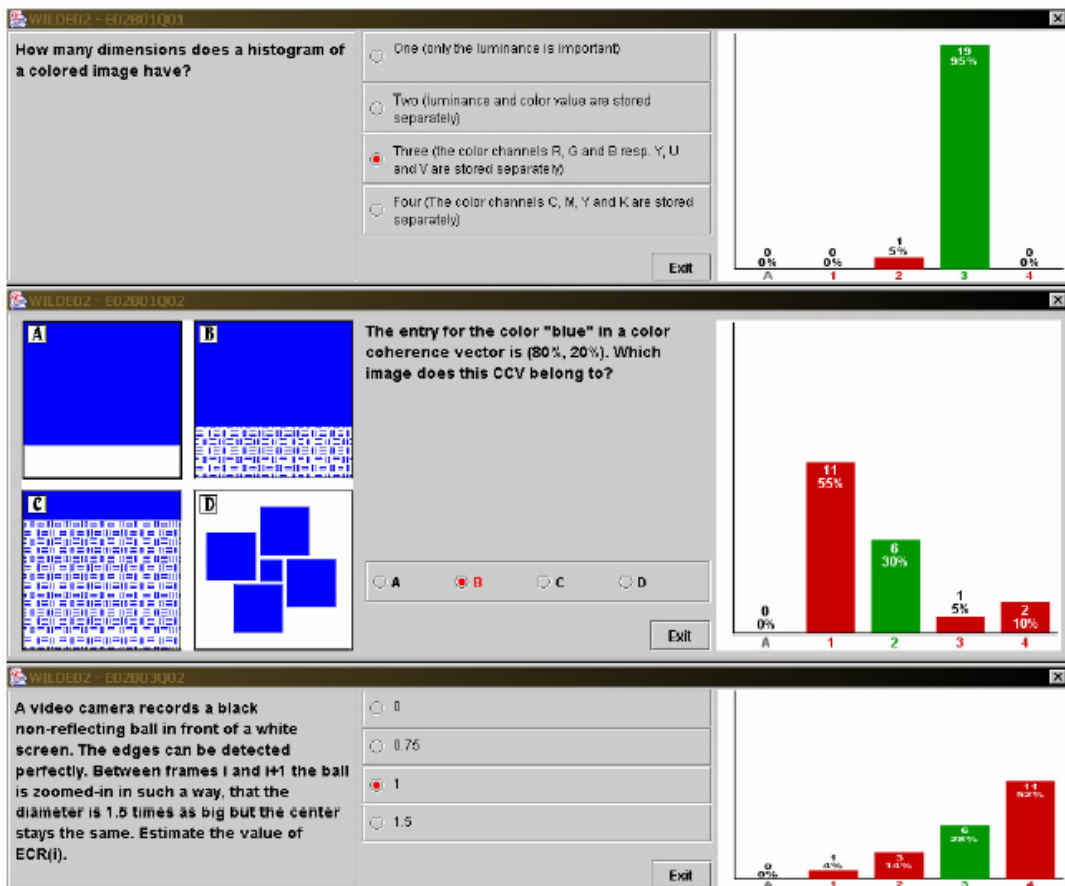 WILDE02 - E02B01Q01
How many dimensions does a histogram of
a colored image have?
One (only the luminance is important)
Two (luminance and color value are stored
separately)
Three (the color channels R, G and B resp. Y, U
and V are stored separately)
Four (The color channels C, M, Y and K are stored
separately)
Exit
19
95%
0
0%
0
0%
1
5%
0
0%
A 1 2 3 4
WILDE02 - E02B01Q02
A
B
C
D
The entry for the color "blue" in a color
coherence vector is (80%, 20%). Which
image does this CCV belong to?
A B C D
Exit
0
0%
11
55%
6
30%
1
5%
2
10%
A 1 2 3 4
WILDE02 - E02B03Q02
A video camera records a black
non-reflecting ball in front of a white
screen. The edges can be detected
perfectly. Between frames i and i+1 the ball
is zoomed-in in such a way, that the
diameter is 1.5 times as big but the center
stays the same. Estimate the value of
ECR(i).
0
0.75
1
1.5
Exit
0
0%
1
4%
3
14%
6
28%
11
52%
A 1 2 3 4